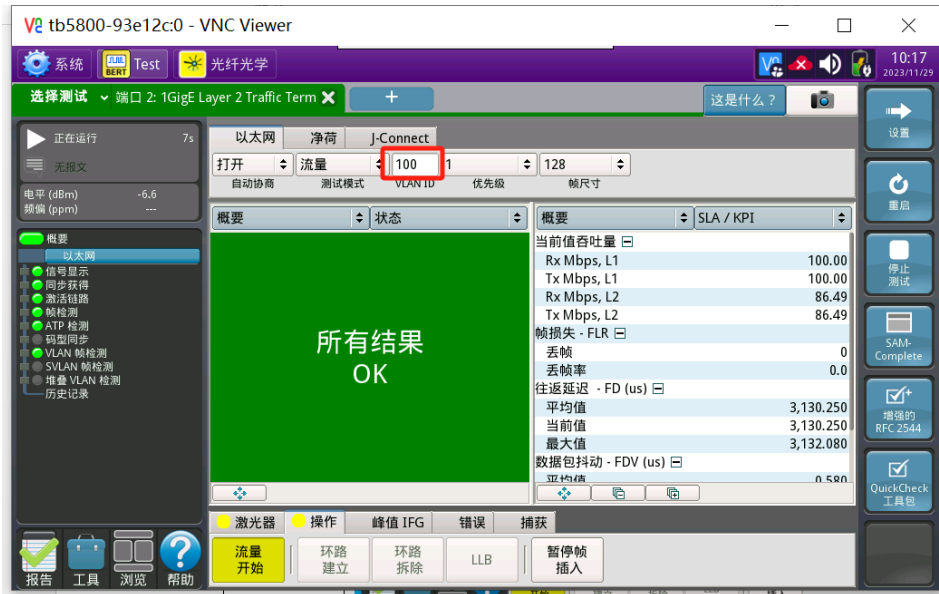 tb5800-93e12c:0 - VNC Viewer
系统 BERT Test 光纤光学 10:17
2023/11/29
选择测试 端口 2: 1GigE Layer 2 Traffic Term + 这是什么？
正在运行 7s
无报文
电平 (dBm) -6.6
频偏 (ppm) ---
概要
以太网
信号显示
同步获得
激活链路
帧检测
ATP 检测
码型同步
VLAN 帧检测
SVLAN 帧检测
堆叠 VLAN 检测
历史记录
以太网 净荷 J-Connect
打开 流量 100 1 128
自动协商 测试模式 VLAN ID 优先级 帧尺寸
概要 状态
所有结果
OK
概要 SLA / KPI
当前值吞吐量
Rx Mbps, L1 100.00
Tx Mbps, L1 100.00
Rx Mbps, L2 86.49
Tx Mbps, L2 86.49
帧损失 - FLR
丢帧 0
丢帧率 0.0
往返延迟 - FD (us)
平均值 3,130.250
当前值 3,130.250
最大值 3,132.080
数据包抖动 - FDV (us)
平均值 0.580
激光器 操作 峰值 IFG 错误 捕获
流量
开始
环路
建立
环路
拆除
LLB
暂停帧
插入
设置
重启
停止
测试
SAM-
Complete
增强的
RFC 2544
QuickCheck
工具包
报告 工具 浏览 帮助